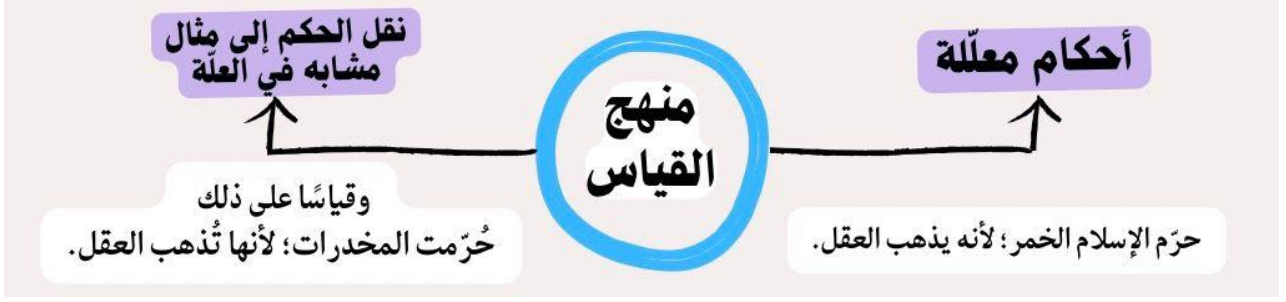 أحكام معلّلة
حرّم الإسلام الخمر؛ لأنه يذهب العقل.
منهج
القياس
نقل الحكم إلى مثال
مشابه في العلّة
وقياسًا على ذلك
حُرّمت المخدرات؛ لأنها تُذهب العقل.